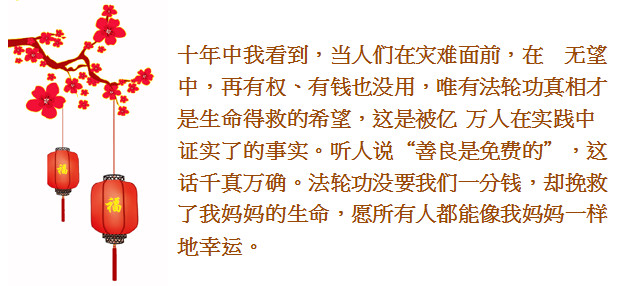 十年中我看到，当人们在灾难面前，在 无望
中，再有权、有钱也没用，唯有法轮功真相才
是生命得救的希望，这是被亿 万人在实践中
证实了的事实。听人说“善良是免费的”，这
话千真万确。法轮功没要我们一分钱，却挽救
了我妈妈的生命，愿所有人都能像我妈妈一样
地幸运。
福
福